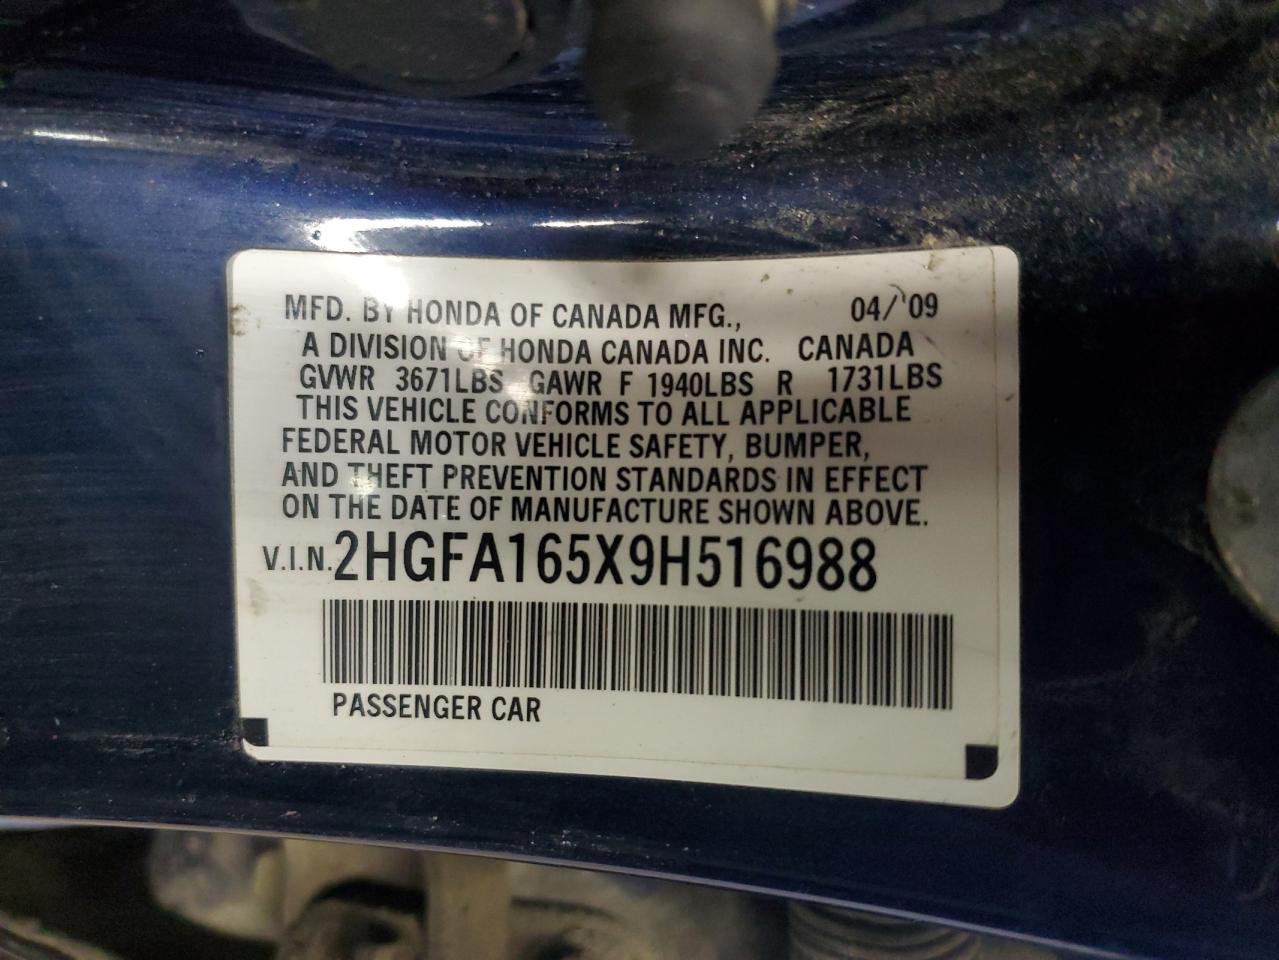 MFD. BY HONDA OF CANADA MFG., 04/'09
A DIVISION OF HONDA CANADA INC. CANADA
GVWR 3671LBS GAWR F 1940LBS R 1731LBS
THIS VEHICLE CONFORMS TO ALL APPLICABLE
FEDERAL MOTOR VEHICLE SAFETY, BUMPER,
AND THEFT PREVENTION STANDARDS IN EFFECT
ON THE DATE OF MANUFACTURE SHOWN ABOVE.
V.I.N. 2HGFA165X9H516988
PASSENGER CAR